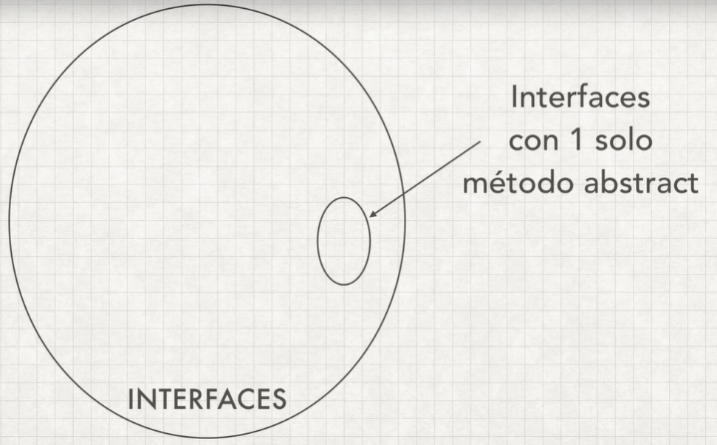 Interfaces
con 1 solo
método abstract
INTERFACES